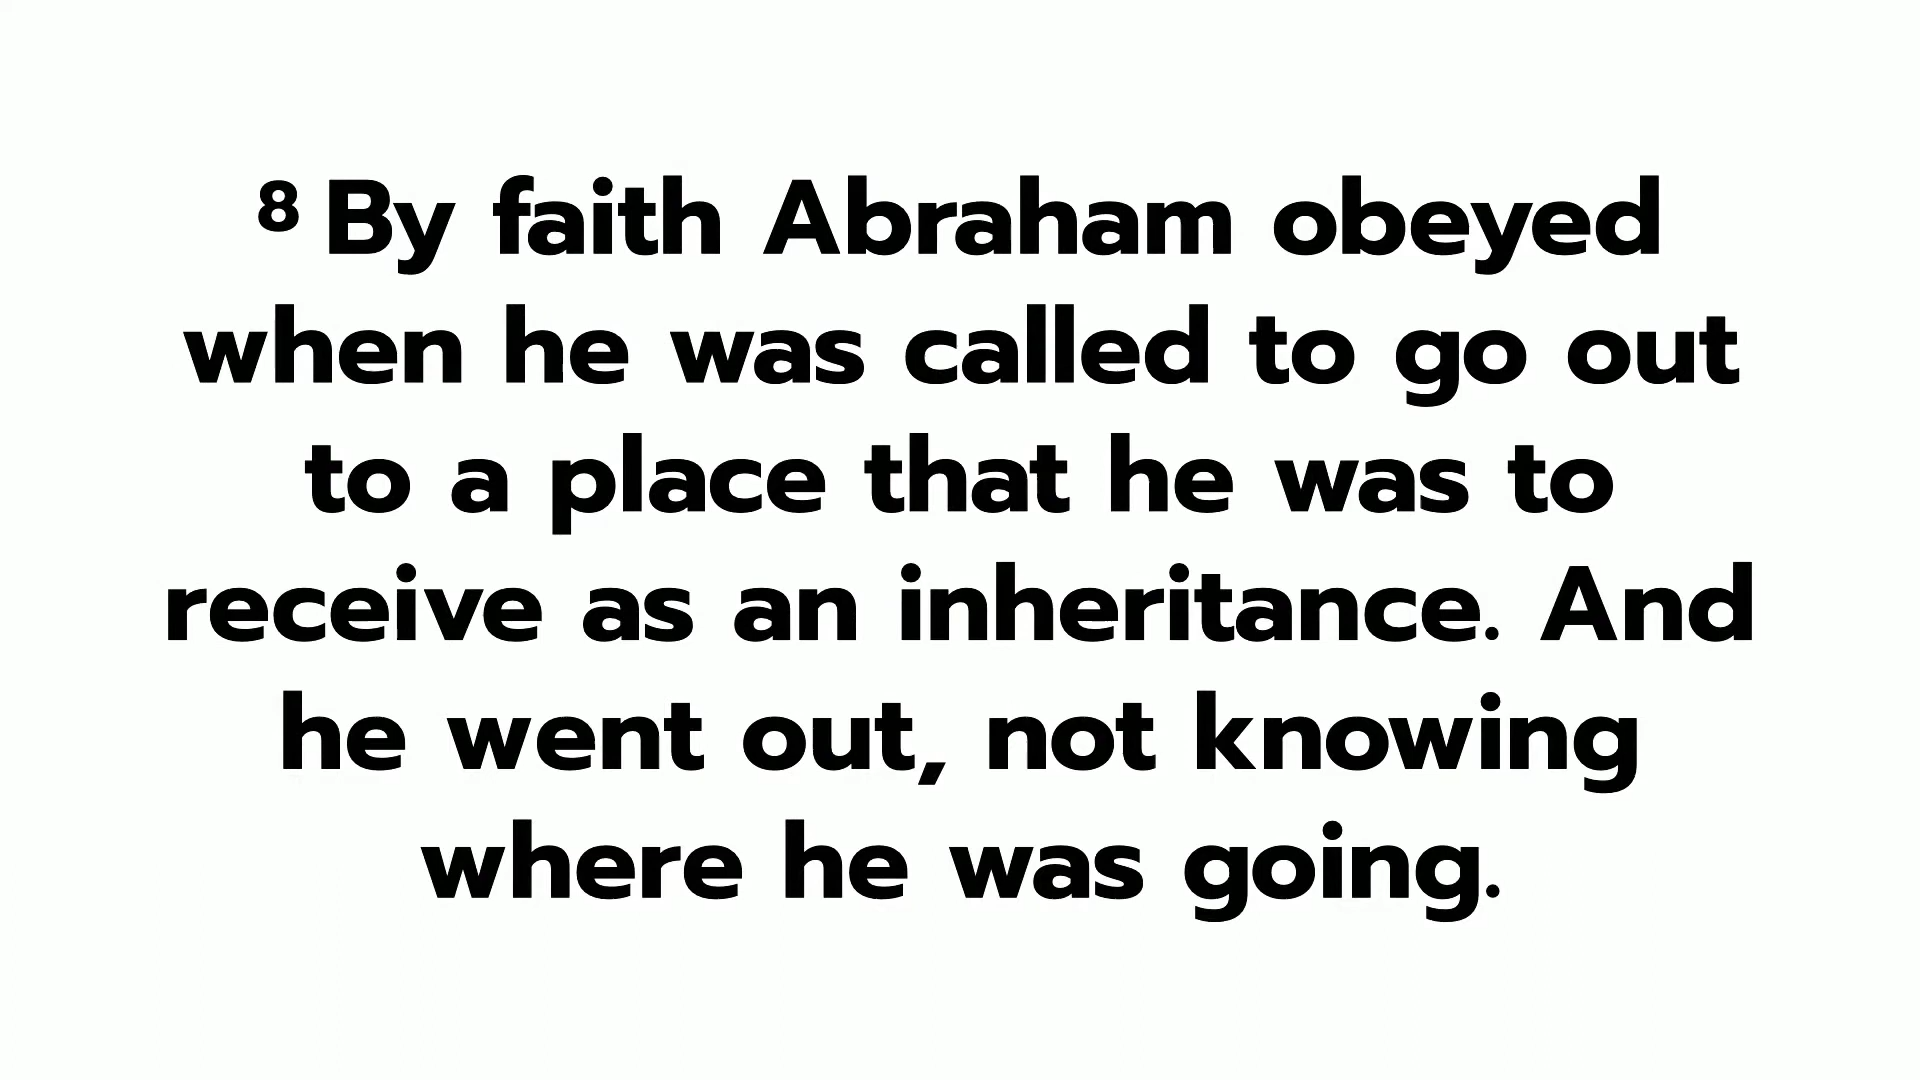 ⁸ By faith Abraham obeyed
when he was called to go out
to a place that he was to
receive as an inheritance. And
he went out, not knowing
where he was going.